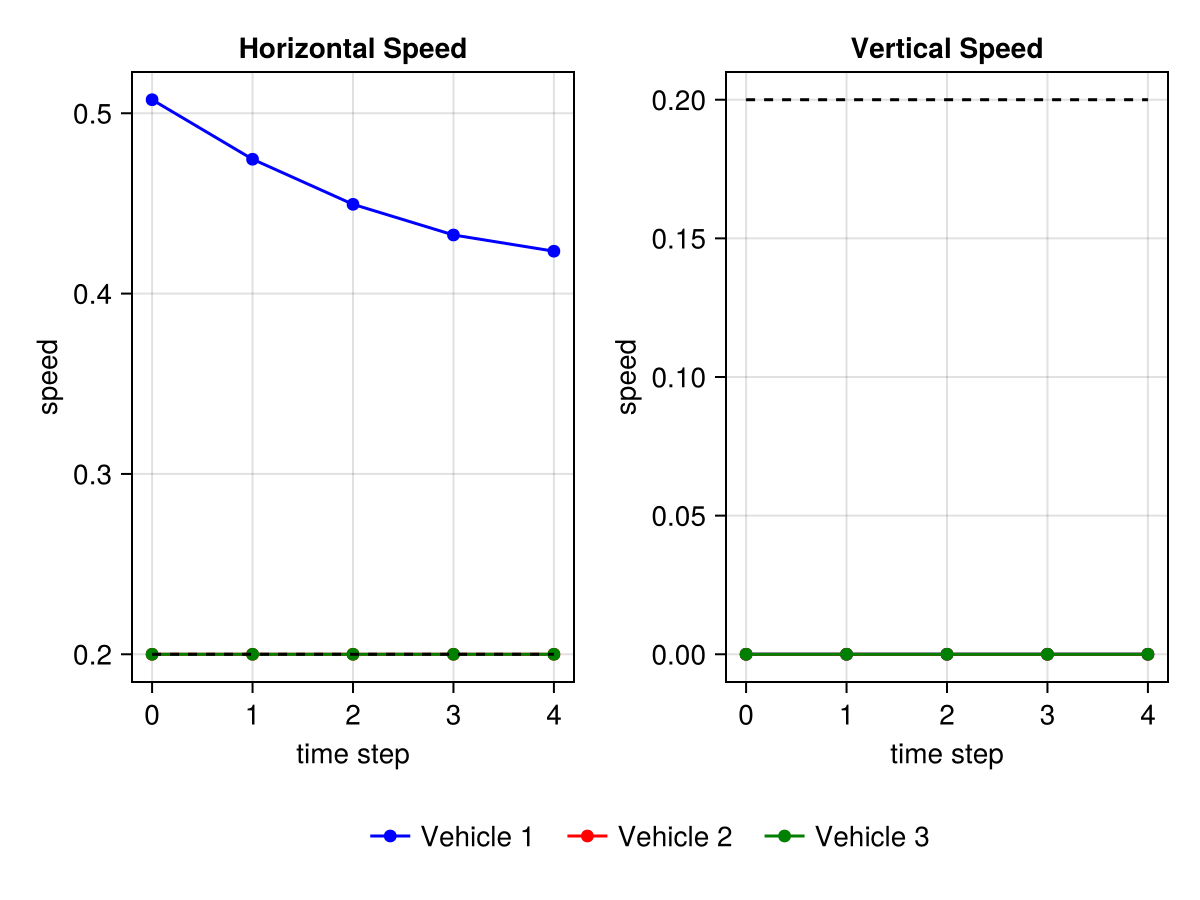 Horizontal Speed
Vertical Speed
0.5
0.4
0.3
0.2
speed
0 1 2 3 4
time step
0.20
0.15
0.10
0.05
0.00
speed
0 1 2 3 4
time step
Vehicle 1 Vehicle 2 Vehicle 3